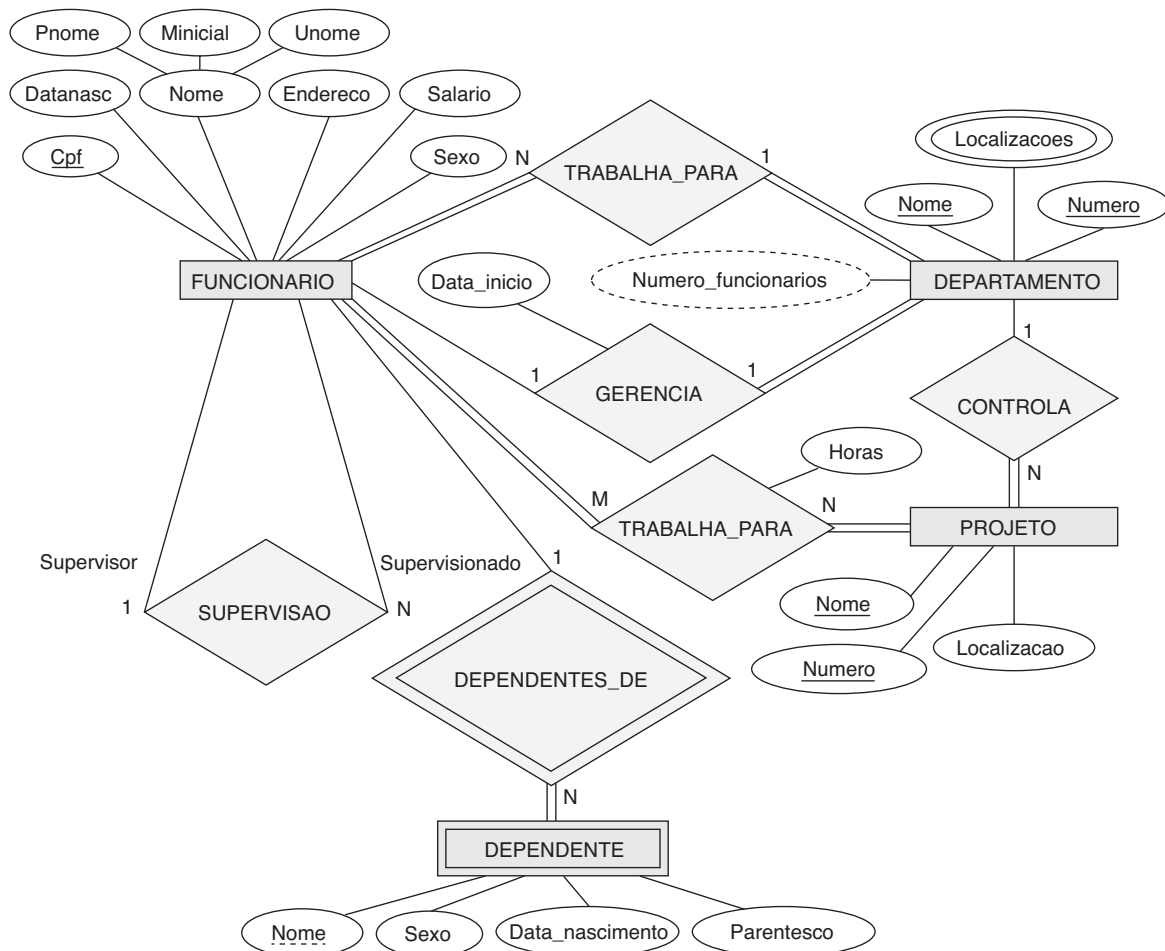 Pnome
Minicial
Unome
Datanasc
Nome
Endereco
Salario
Cpf
Sexo
N
TRABALHA_PARA
1
Localizacoes
Nome
Numero
FUNCIONARIO
Data_inicio
Numero_funcionarios
DEPARTAMENTO
1
GERENCIA
1
1
CONTROLA
N
Horas
M
TRABALHA_PARA
N
PROJETO
Supervisor
Supervisionado
1
SUPERVISAO
N
1
Nome
Numero
Localizacao
DEPENDENTES_DE
N
DEPENDENTE
Nome
Sexo
Data_nascimento
Parentesco